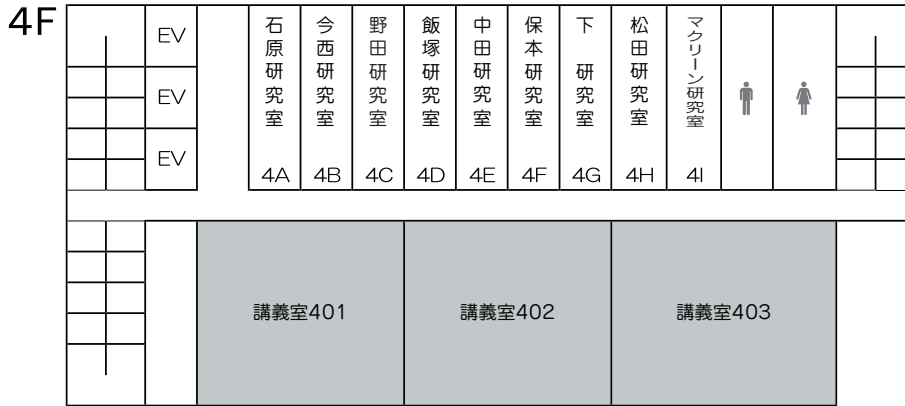 4F
EV
EV
EV
石原研究室
4A
今西研究室
4B
野田研究室
4C
飯塚研究室
4D
中田研究室
4E
保本研究室
4F
下 研究室
4G
松田研究室
4H
マクリーン研究室
4I
講義室401
講義室402
講義室403